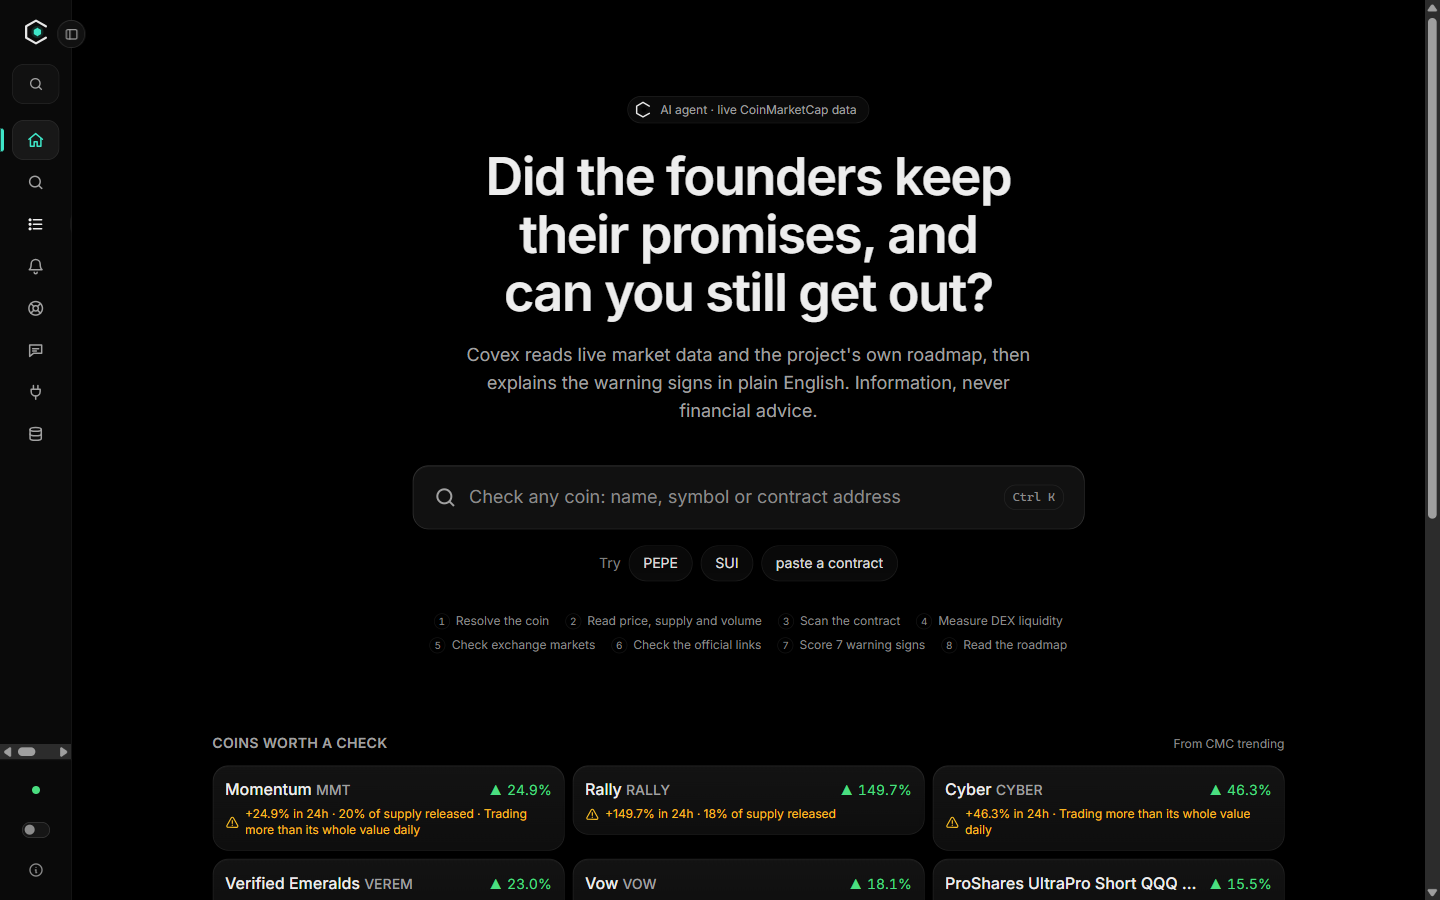 AI agent · live CoinMarketCap data
Did the founders keep
their promises, and
can you still get out?
Covex reads live market data and the project's own roadmap, then
explains the warning signs in plain English. Information, never
financial advice.
Check any coin: name, symbol or contract address
Ctrl K
Try PEPE SUI paste a contract
1 Resolve the coin 2 Read price, supply and volume 3 Scan the contract 4 Measure DEX liquidity
5 Check exchange markets 6 Check the official links 7 Score 7 warning signs 8 Read the roadmap
COINS WORTH A CHECK
From CMC trending
Momentum MMT ▲ 24.9%
+24.9% in 24h · 20% of supply released · Trading
more than its whole value daily
Rally RALLY ▲ 149.7%
+149.7% in 24h · 18% of supply released
Cyber CYBER ▲ 46.3%
+46.3% in 24h · Trading more than its whole value
daily
Verified Emeralds VEREM ▲ 23.0%
Vow VOW ▲ 18.1%
ProShares UltraPro Short QQQ ... ▲ 15.5%